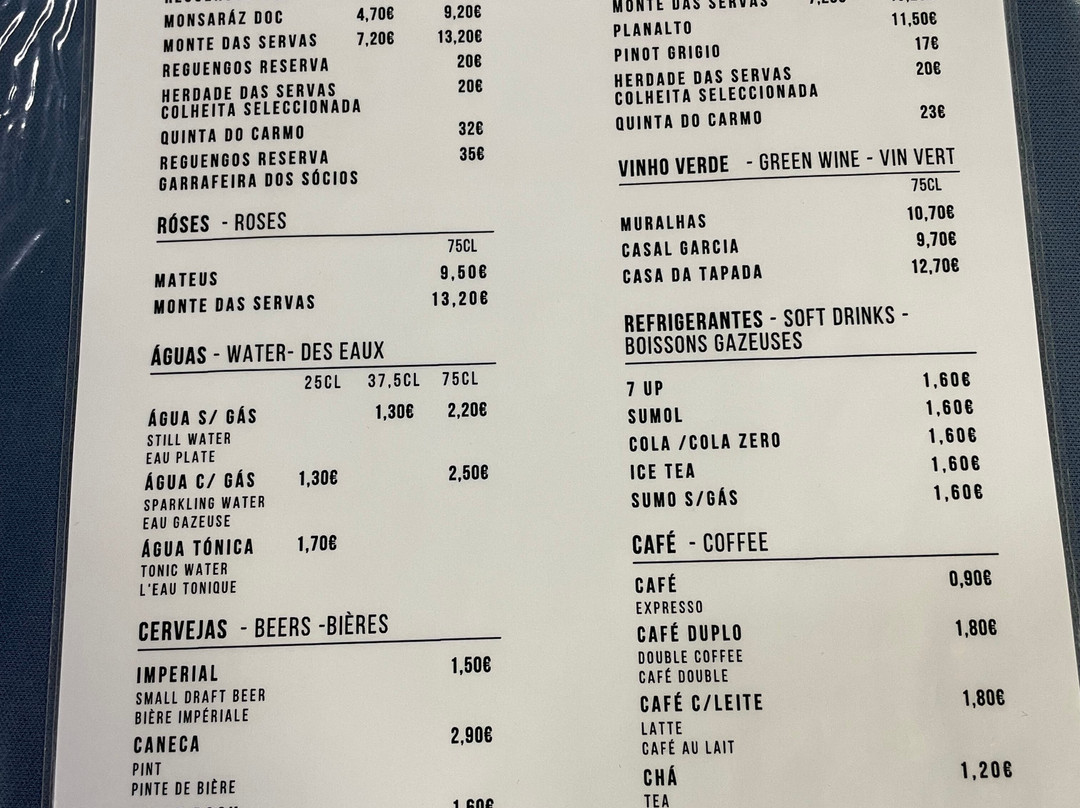 MONSARÁZ DOC 4,70€ 9,20€
MONTE DAS SERVAS 7,20€ 13,20€
REGUENGOS RESERVA 20€
HERDADE DAS SERVAS 20€
COLHEITA SELECCIONADA
QUINTA DO CARMO 32€
REGUENGOS RESERVA 35€
GARRAFEIRA DOS SÓCIOS
RÓSES - ROSES
75CL
MATEUS 9,50€
MONTE DAS SERVAS 13,20€
ÁGUAS - WATER- DES EAUX
25CL 37,5CL 75CL
ÁGUA S/ GÁS 1,30€ 2,20€
STILL WATER
EAU PLATE
ÁGUA C/ GÁS 1,30€ 2,50€
SPARKLING WATER
EAU GAZEUSE
ÁGUA TÓNICA 1,70€
TONIC WATER
L'EAU TONIQUE
CERVEJAS - BEERS -BIÈRES
IMPERIAL 1,50€
SMALL DRAFT BEER
BIÈRE IMPÉRIALE
CANECA 2,90€
PINT
PINTE DE BIÈRE
1,60€
MONTE DAS SERVAS
PLANALTO 11,50€
PINOT GRIGIO 17€
HERDADE DAS SERVAS 20€
COLHEITA SELECCIONADA
QUINTA DO CARMO 23€
VINHO VERDE - GREEN WINE - VIN VERT
75CL
MURALHAS 10,70€
CASAL GARCIA 9,70€
CASA DA TAPADA 12,70€
REFRIGERANTES - SOFT DRINKS -
BOISSONS GAZEUSES
7 UP 1,60€
SUMOL 1,60€
COLA /COLA ZERO 1,60€
ICE TEA 1,60€
SUMO S/GÁS 1,60€
CAFÉ - COFFEE
CAFÉ 0,90€
EXPRESSO
CAFÉ DUPLO 1,80€
DOUBLE COFFEE
CAFÉ DOUBLE
CAFÉ C/LEITE 1,80€
LATTE
CAFÉ AU LAIT
CHÁ 1,20€
TEA